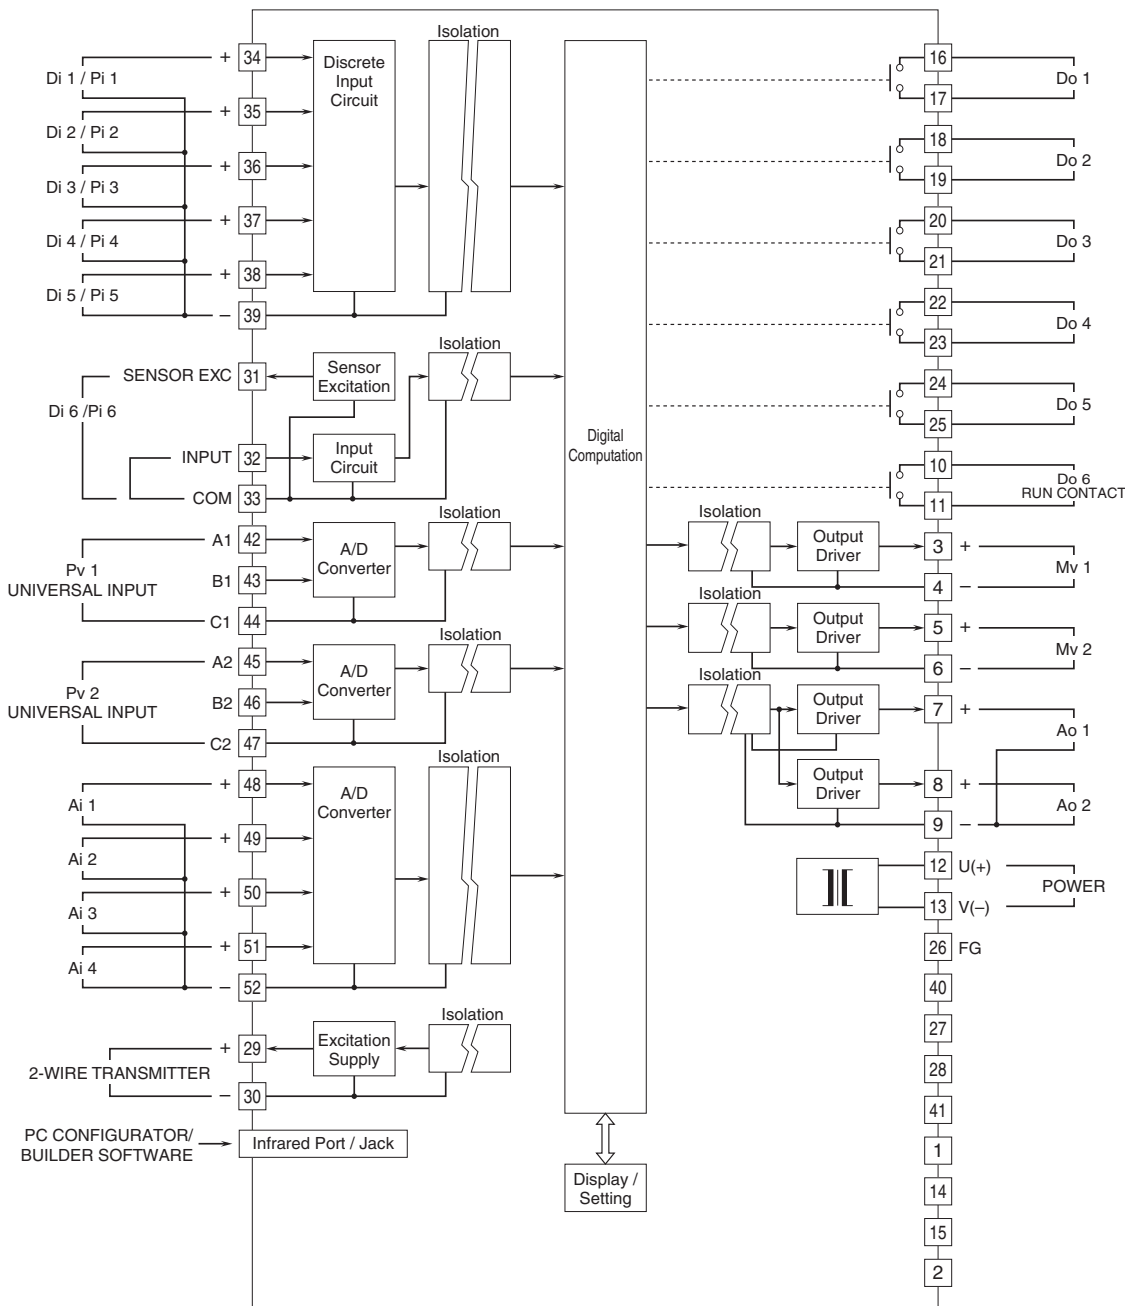 Isolation
Discrete
Input
Circuit
Di 1 / Pi 1
+ 34
Di 2 / Pi 2
+ 35
Di 3 / Pi 3
+ 36
Di 4 / Pi 4
+ 37
Di 5 / Pi 5
+ 38
– 39
Isolation
SENSOR EXC 31
Sensor
Excitation
Di 6 /Pi 6
INPUT 32
Input
Circuit
COM 33
Isolation
A1 42
A/D
Converter
Pv 1
UNIVERSAL INPUT
B1 43
C1 44
Isolation
A2 45
A/D
Converter
Pv 2
UNIVERSAL INPUT
B2 46
C2 47
Isolation
+ 48
A/D
Converter
Ai 1
+ 49
Ai 2
+ 50
Ai 3
+ 51
Ai 4
– 52
Isolation
+ 29
Excitation
Supply
2-WIRE TRANSMITTER
– 30
PC CONFIGURATOR/
BUILDER SOFTWARE
Infrared Port / Jack
Digital
Computation
Display /
Setting
16
Do 1
17
18
Do 2
19
20
Do 3
21
22
Do 4
23
24
Do 5
25
10
Do 6
RUN CONTACT
11
Isolation
Output
Driver
3 +
Mv 1
4 –
Isolation
Output
Driver
5 +
Mv 2
6 –
Isolation
Output
Driver
7 +
Ao 1
Output
Driver
8 +
Ao 2
9 –
12 U(+)
POWER
13 V(–)
26 FG
40
27
28
41
1
14
15
2